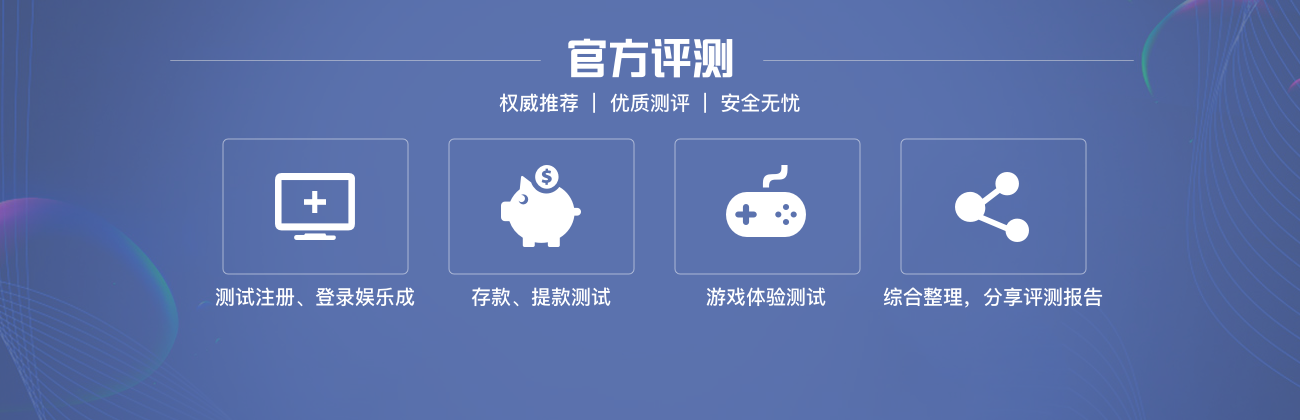 官方评测
权威推荐 | 优质测评 | 安全无忧
测试注册、登录娱乐成
存款、提款测试
游戏体验测试
综合整理，分享评测报告